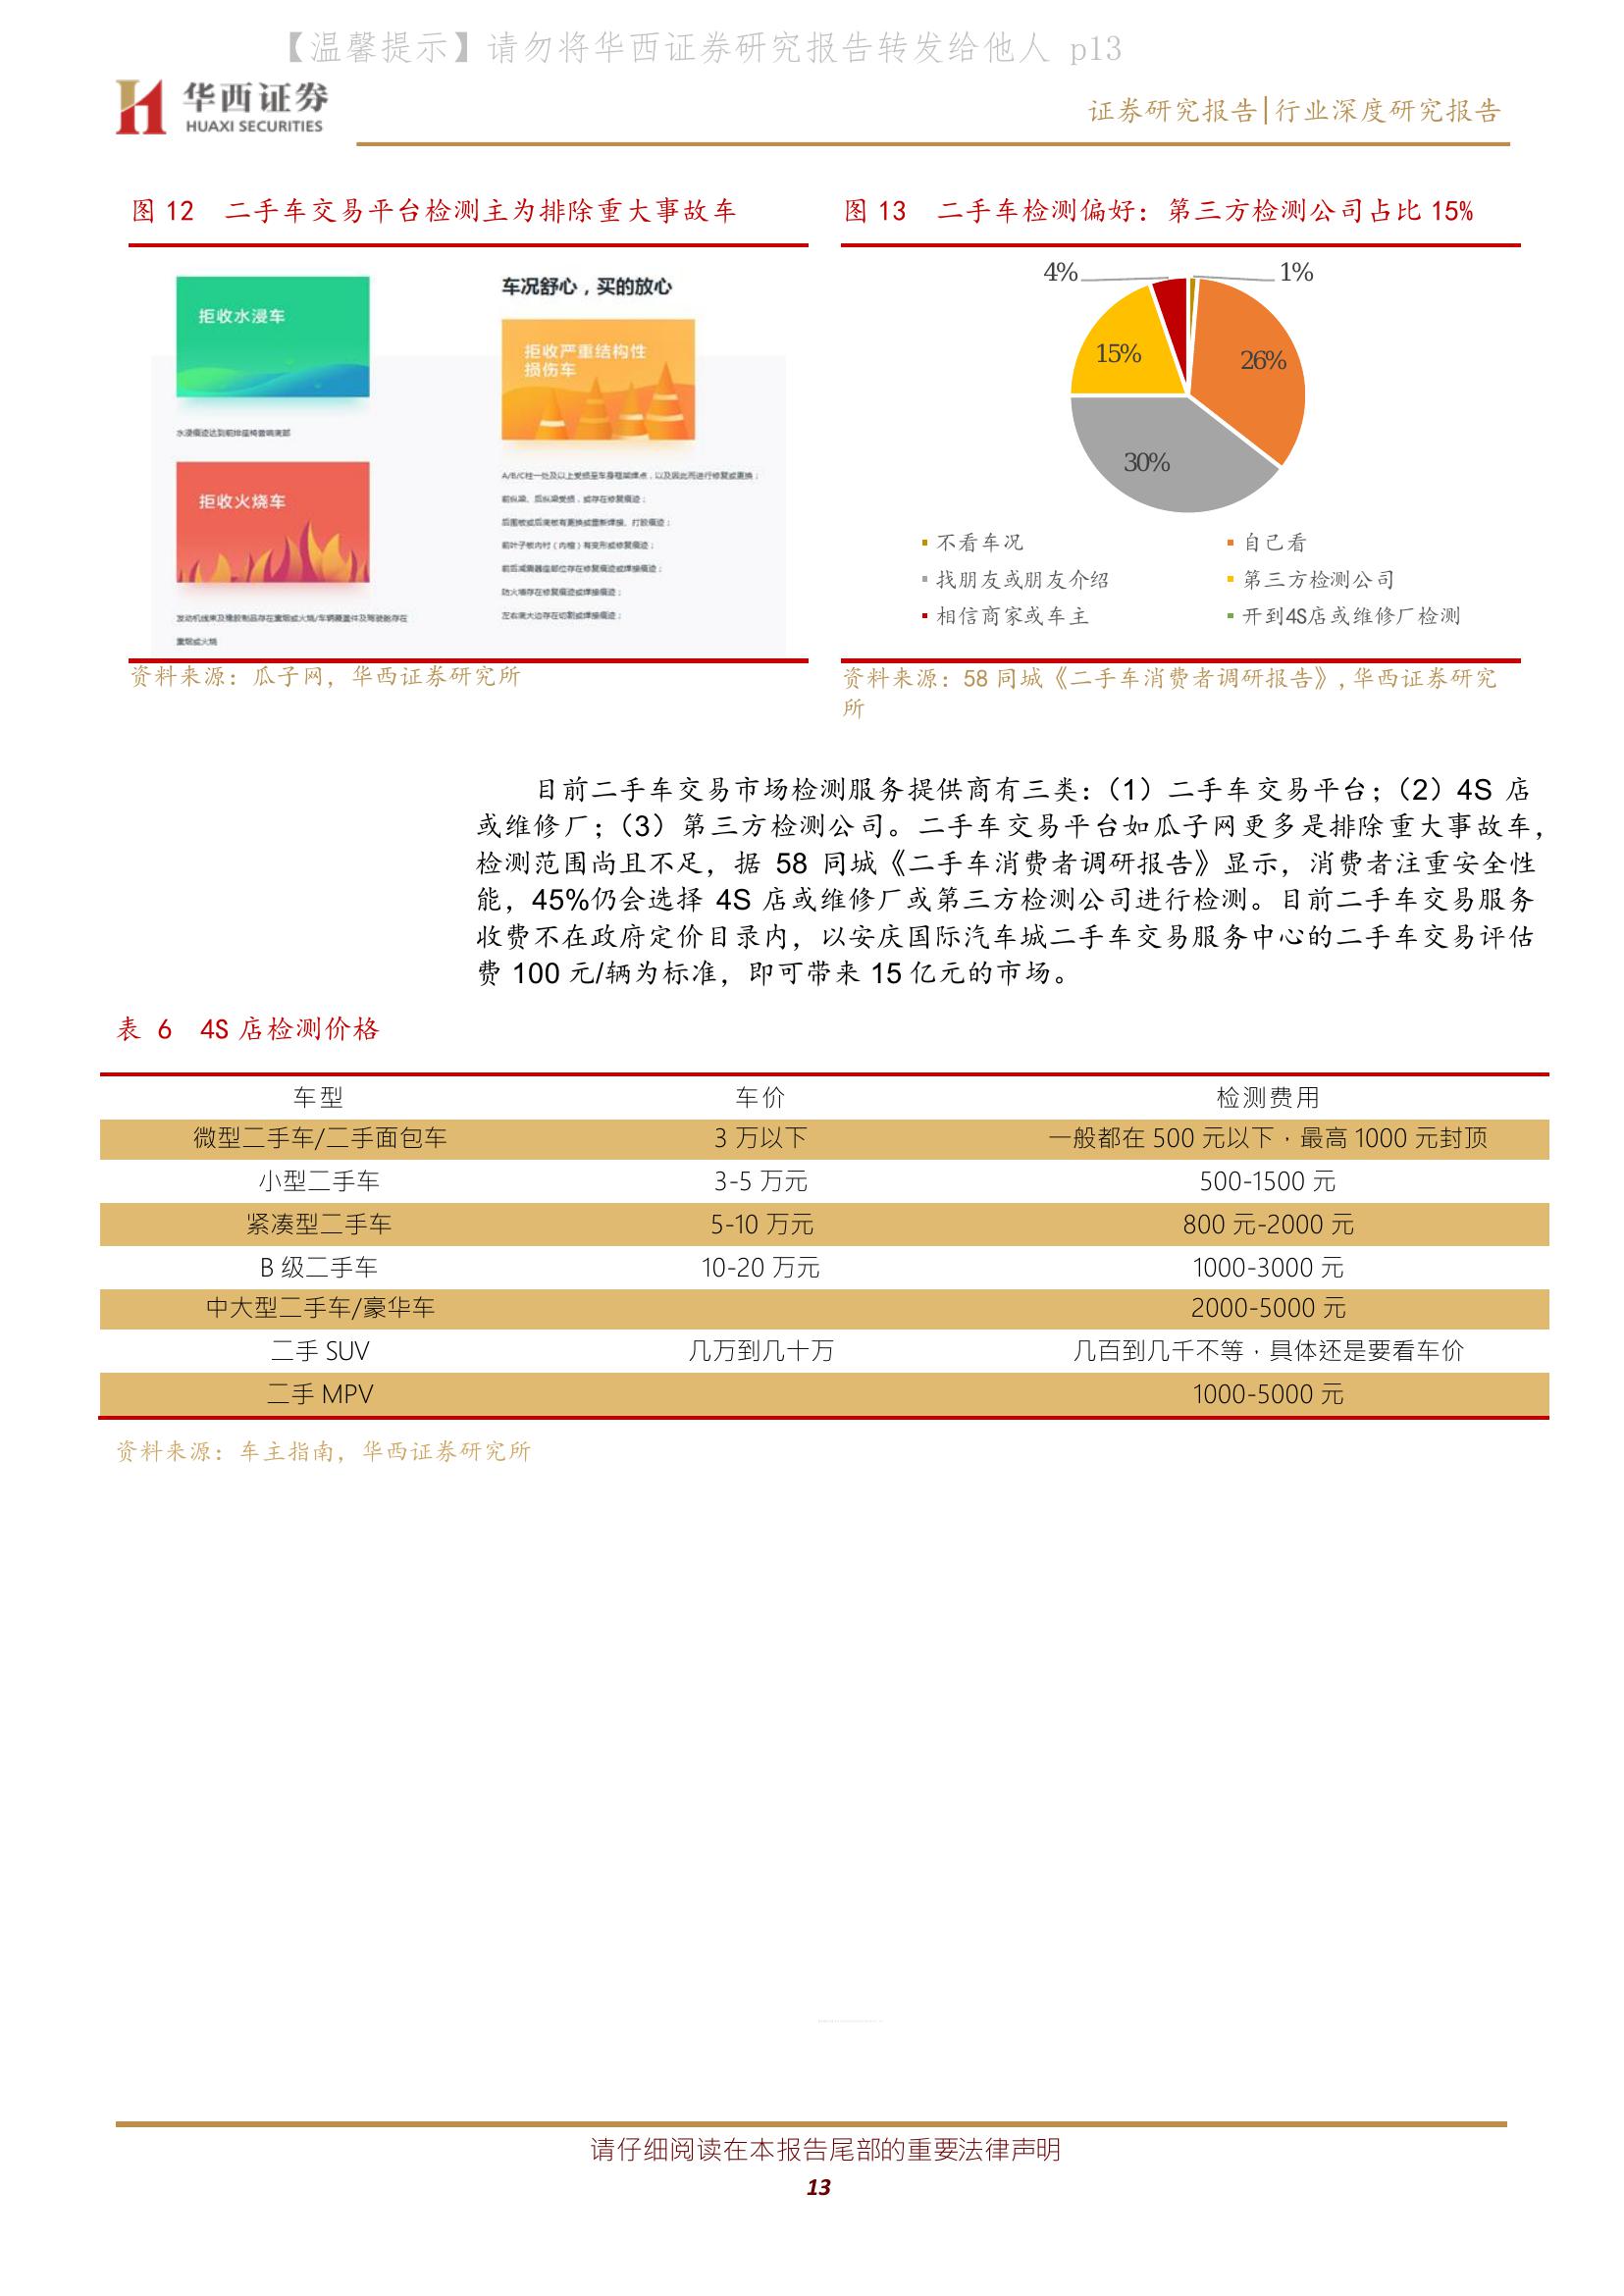 【温馨提示】请勿将华西证券研究报告转发给他人 p13
华西证券
HUAXI SECURITIES
证券研究报告|行业深度研究报告
图 12 二手车交易平台检测主为排除重大事故车
拒收水浸车
水浸痕迹达到前排座椅音响底部
拒收火烧车
发动机线束及橡胶制品存在重烟或火烧/车辆覆盖件及驾驶舱存在
重烟或火烧
车况舒心，买的放心
拒收严重结构性
损伤车
A/B/C柱一处及以上受损至车身框架焊点，以及因此而进行修复或更换；
前纵梁、后纵梁受损，或存在修复痕迹；
后围板或后底板有更换或重新焊接、打胶痕迹；
前叶子板内衬（内檐）有变形或修复痕迹；
前后减震器座部位存在修复痕迹或焊接痕迹；
防火墙存在修复痕迹或焊接痕迹；
左右底大边存在切割或焊接痕迹；
资料来源：瓜子网，华西证券研究所
图 13 二手车检测偏好：第三方检测公司占比 15%
4%
1%
15%
26%
30%
不看车况
自己看
找朋友或朋友介绍
第三方检测公司
相信商家或车主
开到4S店或维修厂检测
资料来源：58 同城《二手车消费者调研报告》,华西证券研究
所
目前二手车交易市场检测服务提供商有三类：（1）二手车交易平台；（2）4S 店
或维修厂；（3）第三方检测公司。二手车交易平台如瓜子网更多是排除重大事故车，
检测范围尚且不足，据 58 同城《二手车消费者调研报告》显示，消费者注重安全性
能，45%仍会选择 4S 店或维修厂或第三方检测公司进行检测。目前二手车交易服务
收费不在政府定价目录内，以安庆国际汽车城二手车交易服务中心的二手车交易评估
费 100 元/辆为标准，即可带来 15 亿元的市场。
表 6 4S 店检测价格
车型 车价 检测费用
微型二手车/二手面包车 3 万以下 一般都在 500 元以下，最高 1000 元封顶
小型二手车 3-5 万元 500-1500 元
紧凑型二手车 5-10 万元 800 元-2000 元
B 级二手车 10-20 万元 1000-3000 元
中大型二手车/豪华车 2000-5000 元
二手 SUV 几万到几十万 几百到几千不等，具体还是要看车价
二手 MPV 1000-5000 元
资料来源：车主指南，华西证券研究所
请仔细阅读在本报告尾部的重要法律声明
13